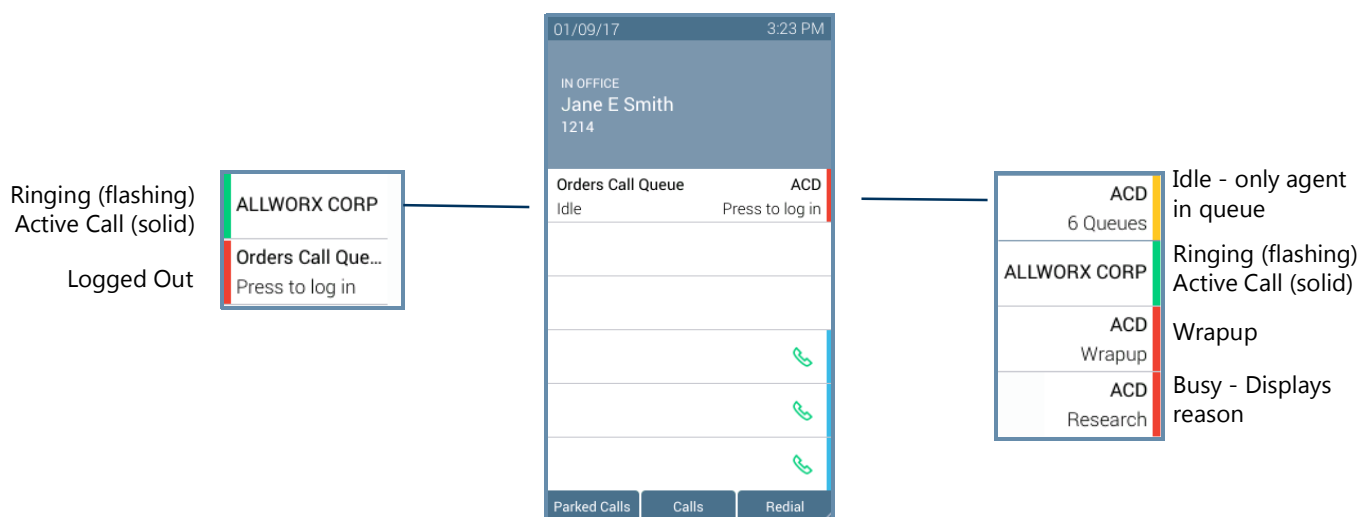 01/09/17 3:23 PM
IN OFFICE
Jane E Smith
1214
Orders Call Queue ACD
Idle Press to log in
Parked Calls Calls Redial
Ringing (flashing)
Active Call (solid)
Logged Out
ALLWORX CORP
Orders Call Que...
Press to log in
ACD
6 Queues
ALLWORX CORP
ACD
Wrapup
ACD
Research
Idle - only agent
in queue
Ringing (flashing)
Active Call (solid)
Wrapup
Busy - Displays
reason